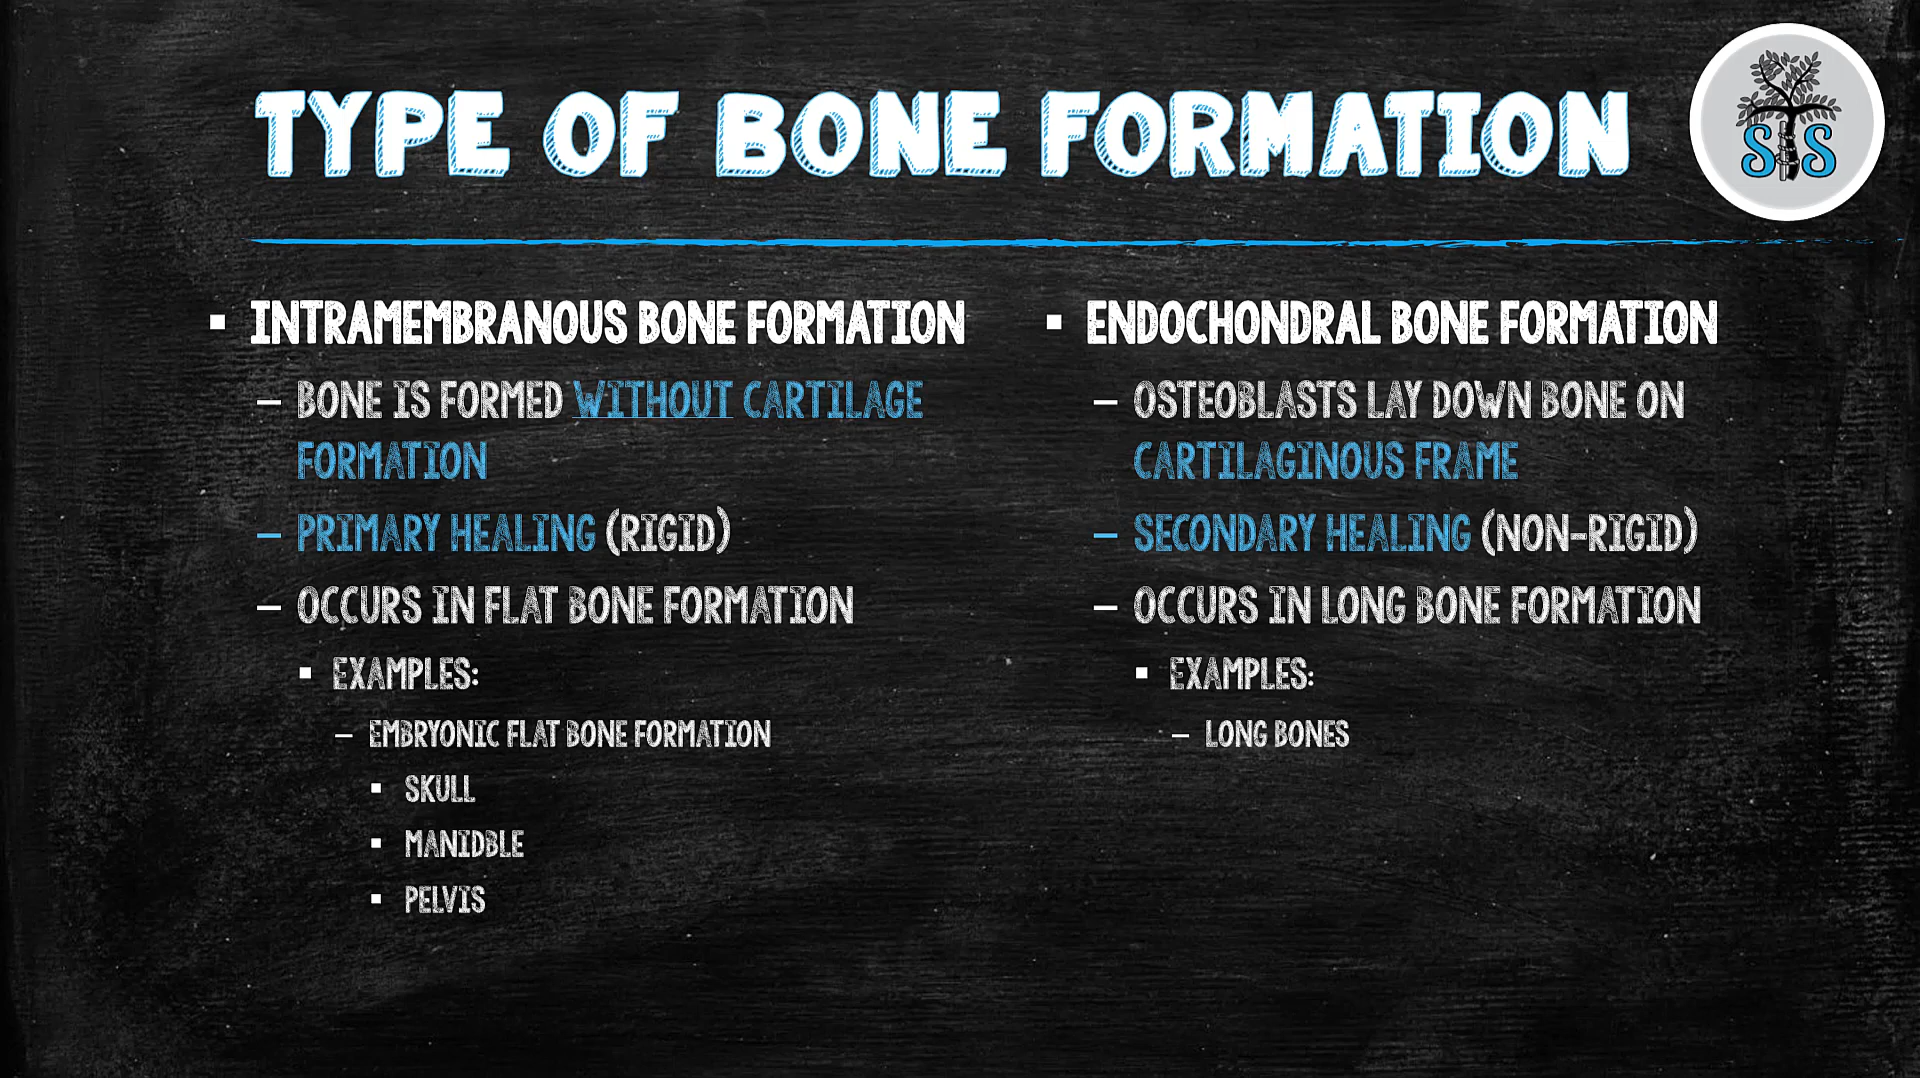 TYPE OF BONE FORMATION
S S
▪ INTRAMEMBRANOUS BONE FORMATION
– BONE IS FORMED WITHOUT CARTILAGE
FORMATION
– PRIMARY HEALING (RIGID)
– OCCURS IN FLAT BONE FORMATION
▪ EXAMPLES:
– EMBRYONIC FLAT BONE FORMATION
▪ SKULL
▪ MANIDBLE
▪ PELVIS
▪ ENDOCHONDRAL BONE FORMATION
– OSTEOBLASTS LAY DOWN BONE ON
CARTILAGINOUS FRAME
– SECONDARY HEALING (NON-RIGID)
– OCCURS IN LONG BONE FORMATION
▪ EXAMPLES:
– LONG BONES